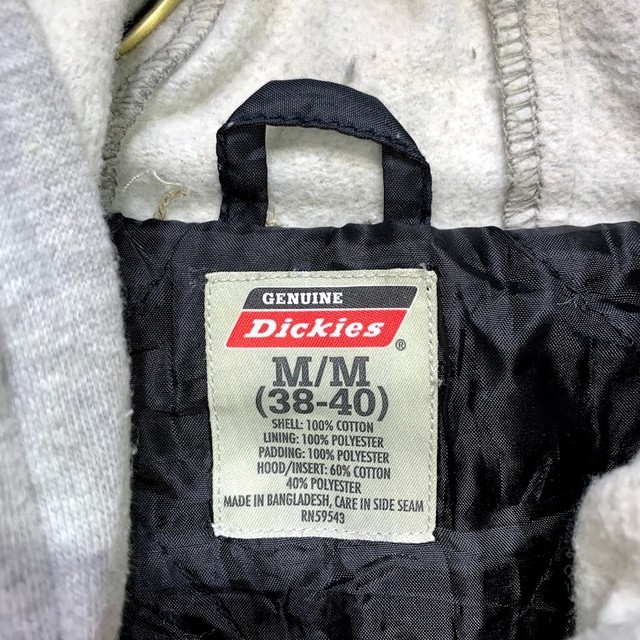 GENUINE
Dickies®
M/M
(38-40)
SHELL: 100% COTTON
LINING: 100% POLYESTER
PADDING: 100% POLYESTER
HOOD/INSERT: 60% COTTON
40% POLYESTER
MADE IN BANGLADESH, CARE IN SIDE SEAM
RN59543